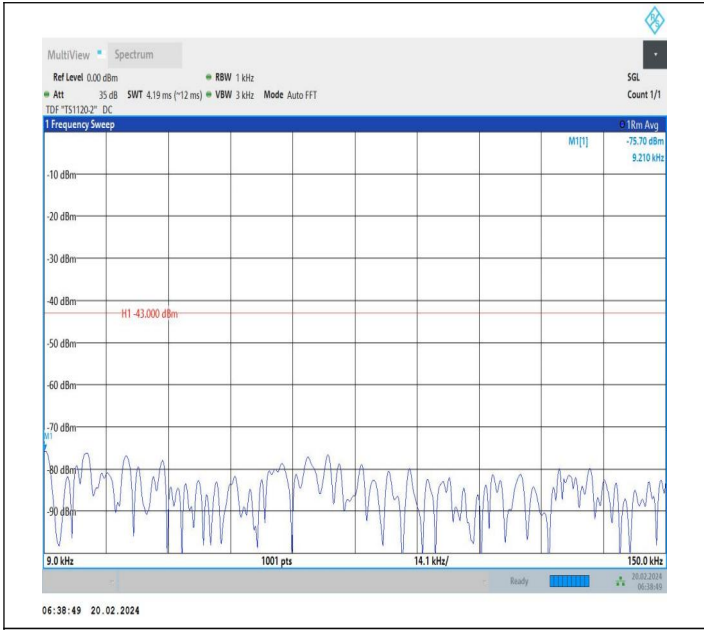 R S
MultiView Spectrum
Ref Level 0.00 dBm RBW 1 kHz SGL
Att 35 dB SWT 4.19 ms (~12 ms) VBW 3 kHz Mode Auto FFT Count 1/1
TDF "TS1120-2" DC
1 Frequency Sweep 1Rm Avg
M1[1] -75.70 dBm
9.210 kHz
-10 dBm
-20 dBm
-30 dBm
-40 dBm
H1 -43.000 dBm
-50 dBm
-60 dBm
-70 dBm
M1
-80 dBm
-90 dBm
9.0 kHz 1001 pts 14.1 kHz/ 150.0 kHz
Ready 20.02.2024
06:38:49
06:38:49 20.02.2024